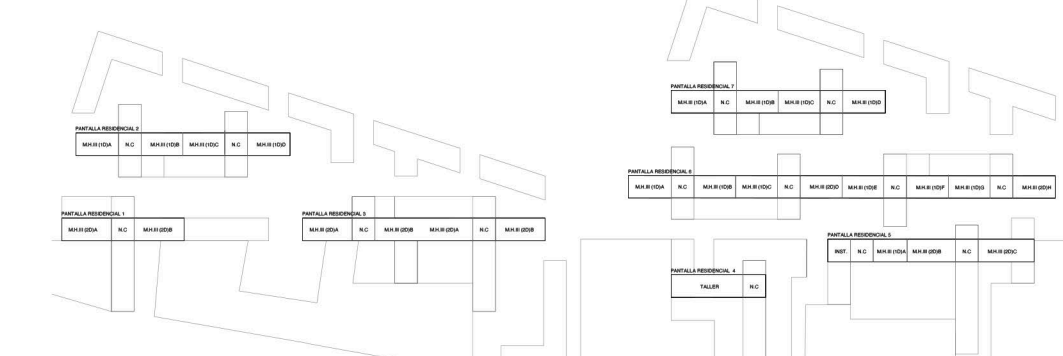 PANTALLA RESIDENCIAL 2
M.H.III (1D)A N.C M.H.III (1D)B M.H.III (1D)C N.C M.H.III (1D)D
PANTALLA RESIDENCIAL 1
M.H.III (2D)A N.C M.H.III (2D)B
PANTALLA RESIDENCIAL 3
M.H.III (2D)A N.C M.H.III (2D)B M.H.III (2D)A N.C M.H.III (2D)B
PANTALLA RESIDENCIAL 7
M.H.III (1D)A N.C M.H.III (1D)B M.H.III (1D)C N.C M.H.III (1D)D
PANTALLA RESIDENCIAL 6
M.H.III (1D)A N.C M.H.III (1D)B M.H.III (1D)C N.C M.H.III (2D)D M.H.III (1D)E N.C M.H.III (1D)F M.H.III (1D)G N.C M.H.III (2D)H
PANTALLA RESIDENCIAL 5
INST. N.C M.H.III (1D)A M.H.III (2D)B N.C M.H.III (2D)C
PANTALLA RESIDENCIAL 4
TALLER N.C